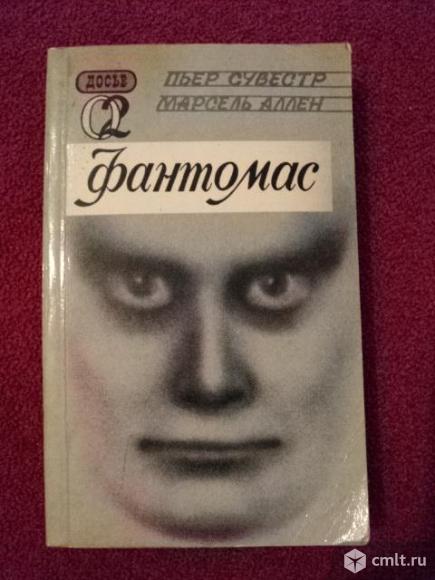 ДОСЬЕ
ПЬЕР СУВЕСТР
МАРСЕЛЬ АЛЛЕН
Фантомас
cmlt.ru